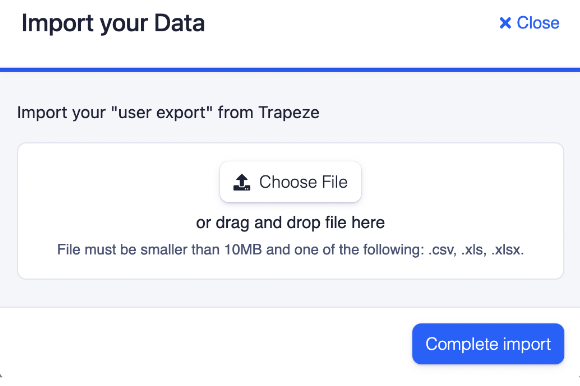 Import your Data
Close
Import your "user export" from Trapeze
Choose File
or drag and drop file here
File must be smaller than 10MB and one of the following: .csv, .xls, .xlsx.
Complete import